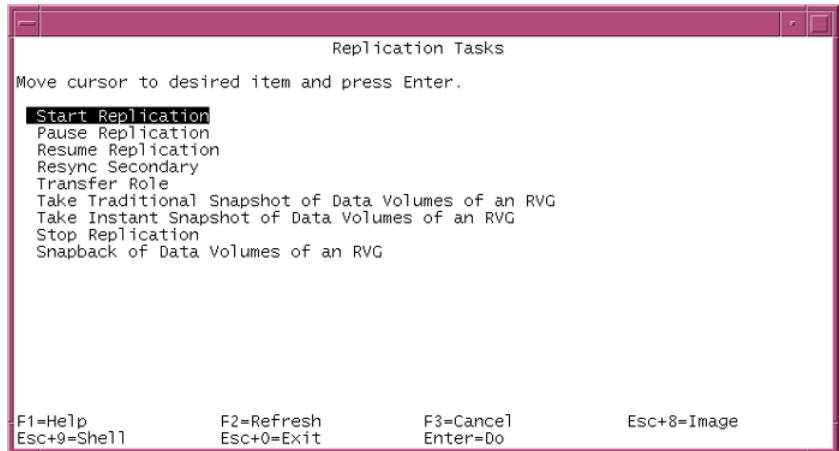 Replication Tasks
Move cursor to desired item and press Enter.
Start Replication
Pause Replication
Resume Replication
Resync Secondary
Transfer Role
Take Traditional Snapshot of Data Volumes of an RVG
Take Instant Snapshot of Data Volumes of an RVG
Stop Replication
Snapback of Data Volumes of an RVG
F1=Help F2=Refresh F3=Cancel Esc+8=Image
Esc+9=Shell Esc+0=Exit Enter=Do